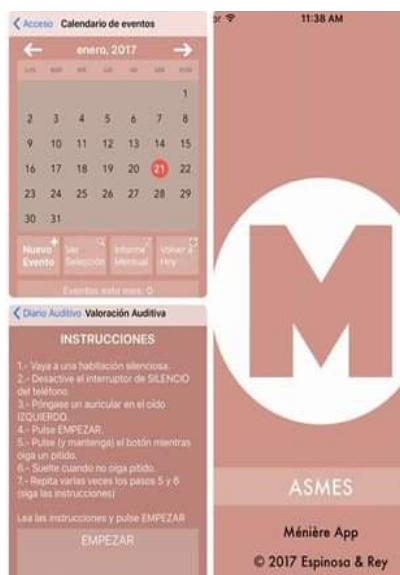 Acceso Calendario de eventos
enero, 2017
1
2 3 4 5 6 7 8
9 10 11 12 13 14 15
16 17 18 19 20 21 22
23 24 25 26 27 28 29
30 31
Nuevo Evento
Ver Selección
Informe Mensual
Volver a Hoy
Eventos este mes: 0
Diario Auditivo Valoración Auditiva
INSTRUCCIONES
1.- Vaya a una habitación silenciosa.
2.- Desactive el interruptor de SILENCIO
del teléfono.
3.- Póngase un auricular en el oído
IZQUIERDO.
4.- Pulse EMPEZAR.
5.- Pulse (y mantenga) el botón mientras
oiga un pitido.
6.- Suelte cuando no oiga pitido.
7.- Repita varias veces los pasos 5 y 6
(siga las instrucciones)
Lea las instrucciones y pulse EMPEZAR
EMPEZAR
11:38 AM
M
ASMES
Ménière App
© 2017 Espinosa & Rey